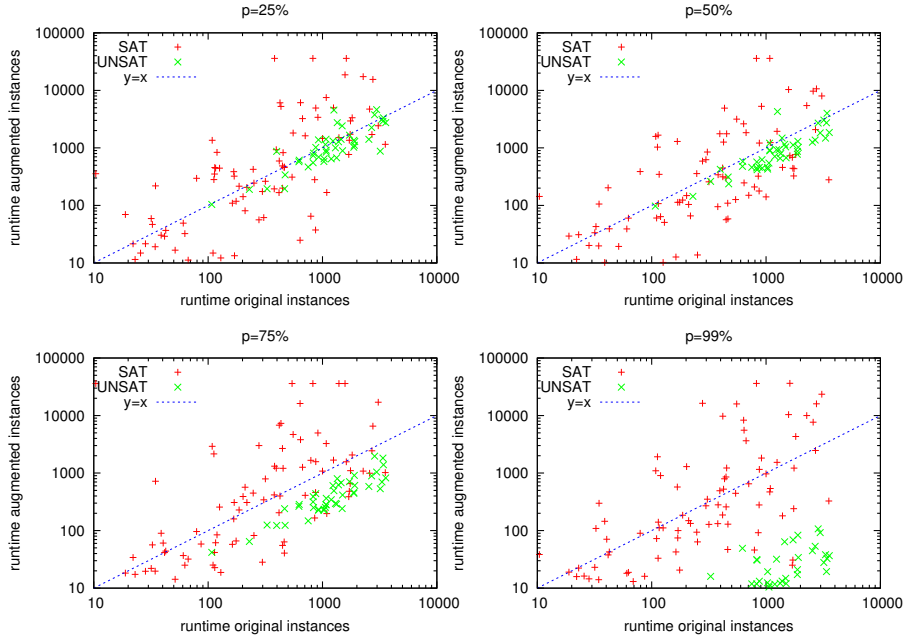 p=25%
100000
10000
1000
100
10
10 100 1000 10000
SAT
UNSAT
y=x
runtime augmented instances
runtime original instances
p=50%
100000
10000
1000
100
10
10 100 1000 10000
SAT
UNSAT
y=x
runtime augmented instances
runtime original instances
p=75%
100000
10000
1000
100
10
10 100 1000 10000
SAT
UNSAT
y=x
runtime augmented instances
runtime original instances
p=99%
100000
10000
1000
100
10
10 100 1000 10000
SAT
UNSAT
y=x
runtime augmented instances
runtime original instances